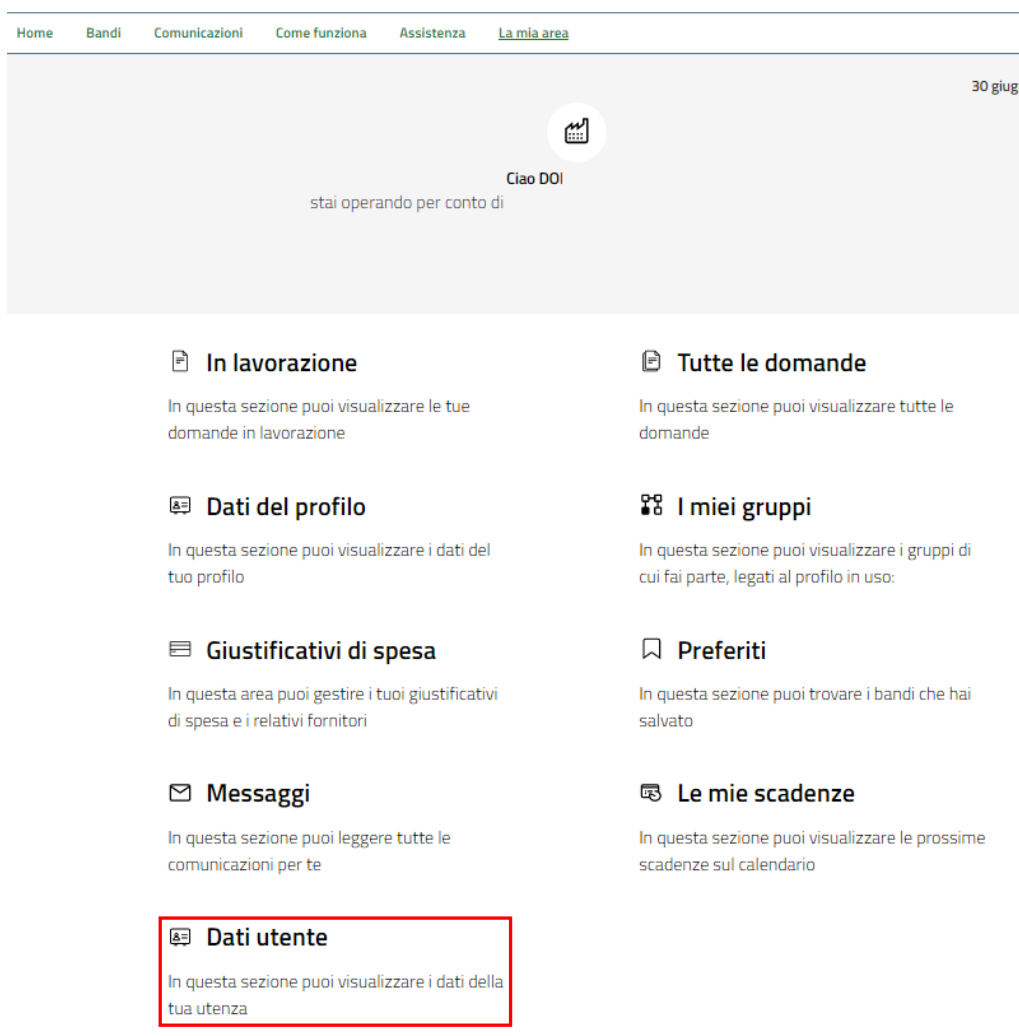 Home Bandi Comunicazioni Come funziona Assistenza La mia area
30 giug
Ciao DOI
stai operando per conto di
In lavorazione
In questa sezione puoi visualizzare le tue
domande in lavorazione
Tutte le domande
In questa sezione puoi visualizzare tutte le
domande
Dati del profilo
In questa sezione puoi visualizzare i dati del
tuo profilo
I miei gruppi
In questa sezione puoi visualizzare i gruppi di
cui fai parte, legati al profilo in uso:
Giustificativi di spesa
In questa area puoi gestire i tuoi giustificativi
di spesa e i relativi fornitori
Preferiti
In questa sezione puoi trovare i bandi che hai
salvato
Messaggi
In questa sezione puoi leggere tutte le
comunicazioni per te
Le mie scadenze
In questa sezione puoi visualizzare le prossime
scadenze sul calendario
Dati utente
In questa sezione puoi visualizzare i dati della
tua utenza